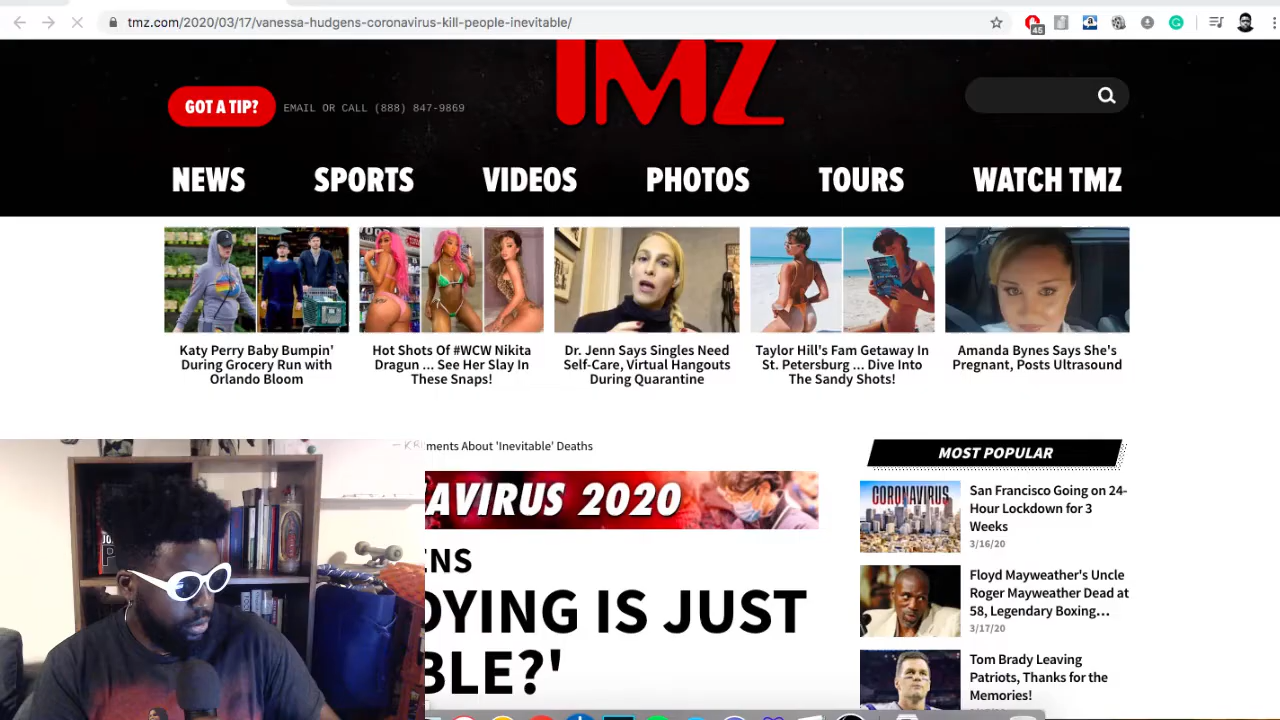 tmz.com/2020/03/17/vanessa-hudgens-coronavirus-kill-people-inevitable/
46
TMZ
GOT A TIP?
EMAIL OR CALL (888) 847-9869
NEWS
SPORTS
VIDEOS
PHOTOS
TOURS
WATCH TMZ
Katy Perry Baby Bumpin'
During Grocery Run with
Orlando Bloom
Hot Shots Of #WCW Nikita
Dragun ... See Her Slay In
These Snaps!
Dr. Jenn Says Singles Need
Self-Care, Virtual Hangouts
During Quarantine
Taylor Hill's Fam Getaway In
St. Petersburg ... Dive Into
The Sandy Shots!
Amanda Bynes Says She's
Pregnant, Posts Ultrasound
ments About 'Inevitable' Deaths
AVIRUS 2020
ENS
DYING IS JUST
BLE?'
MOST POPULAR
CORONAVIRUS
San Francisco Going on 24-
Hour Lockdown for 3
Weeks
3/16/20
Floyd Mayweather's Uncle
Roger Mayweather Dead at
58, Legendary Boxing...
3/17/20
Tom Brady Leaving
Patriots, Thanks for the
Memories!